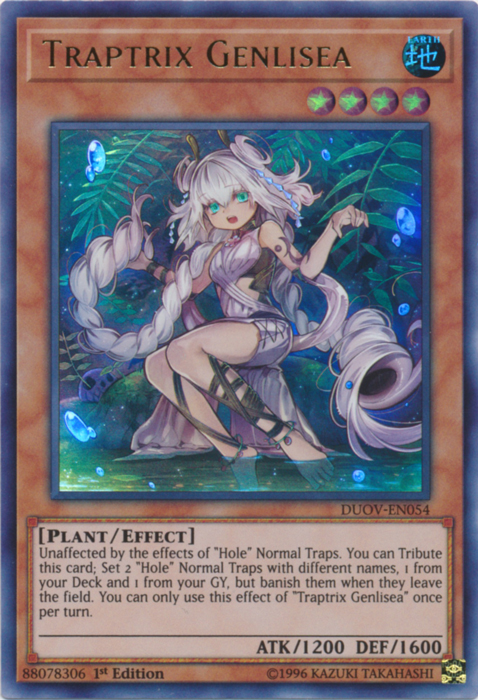 TRAPTRIX GENLISEA
EARTH
地
DUOV-EN054
[PLANT/EFFECT]
Unaffected by the effects of "Hole" Normal Traps. You can Tribute
this card; Set 2 "Hole" Normal Traps with different names, 1 from
your Deck and 1 from your GY, but banish them when they leave
the field. You can only use this effect of "Traptrix Genlisea" once
per turn.
ATK/1200 DEF/1600
88078306 1st Edition ©1996 KAZUKI TAKAHASHI